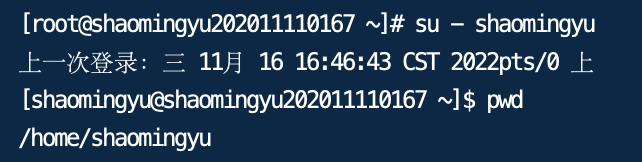 [root@shaomingyu202011110167 ~]# su - shaomingyu
上一次登录: 三 11月 16 16:46:43 CST 2022pts/0 上
[shaomingyu@shaomingyu202011110167 ~]$ pwd
/home/shaomingyu